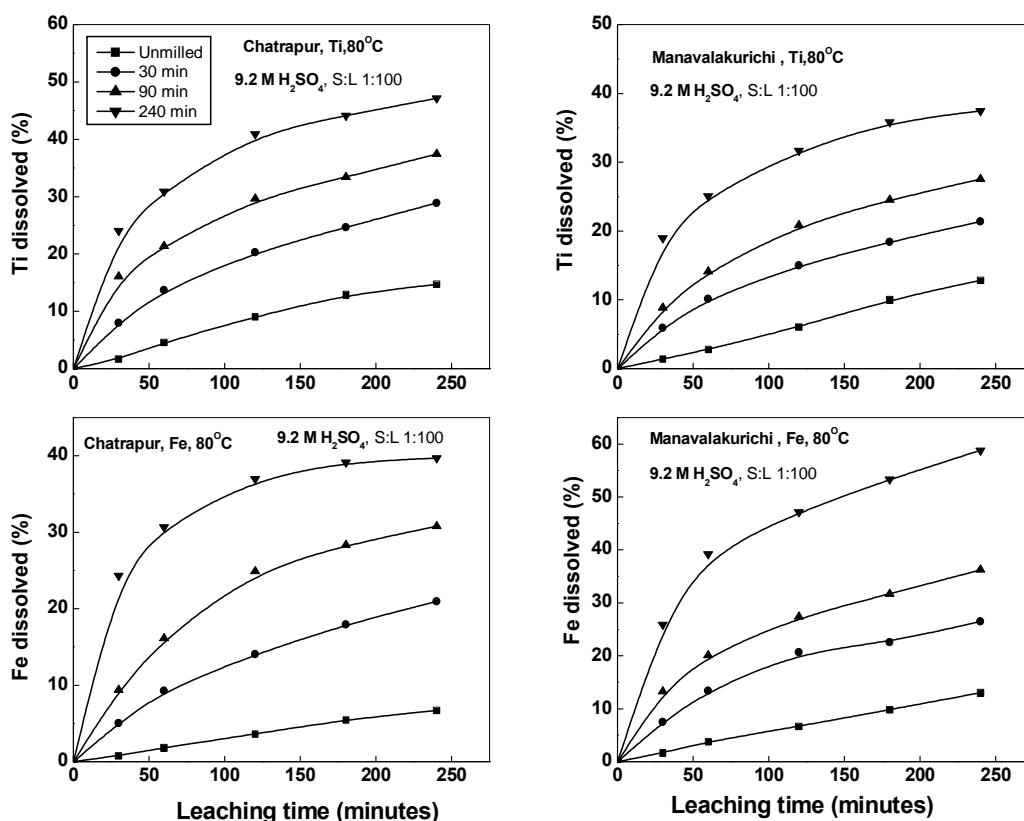 60
50
40
30
20
10
0
Ti dissolved (%)
Unmilled
30 min
90 min
240 min
Chatrapur, Ti,80°C
9.2 M H₂SO₄, S:L 1:100
0 50 100 150 200 250
50
40
30
20
10
0
Ti dissolved (%)
Manavalakurichi , Ti,80°C
9.2 M H₂SO₄, S:L 1:100
0 50 100 150 200 250
40
30
20
10
0
Fe dissolved (%)
Chatrapur, Fe, 80°C
9.2 M H₂SO₄, S:L 1:100
0 50 100 150 200 250
Leaching time (minutes)
60
50
40
30
20
10
0
Fe dissolved (%)
Manavalakurichi , Fe, 80°C
9.2 M H₂SO₄, S:L 1:100
0 50 100 150 200 250
Leaching time (minutes)